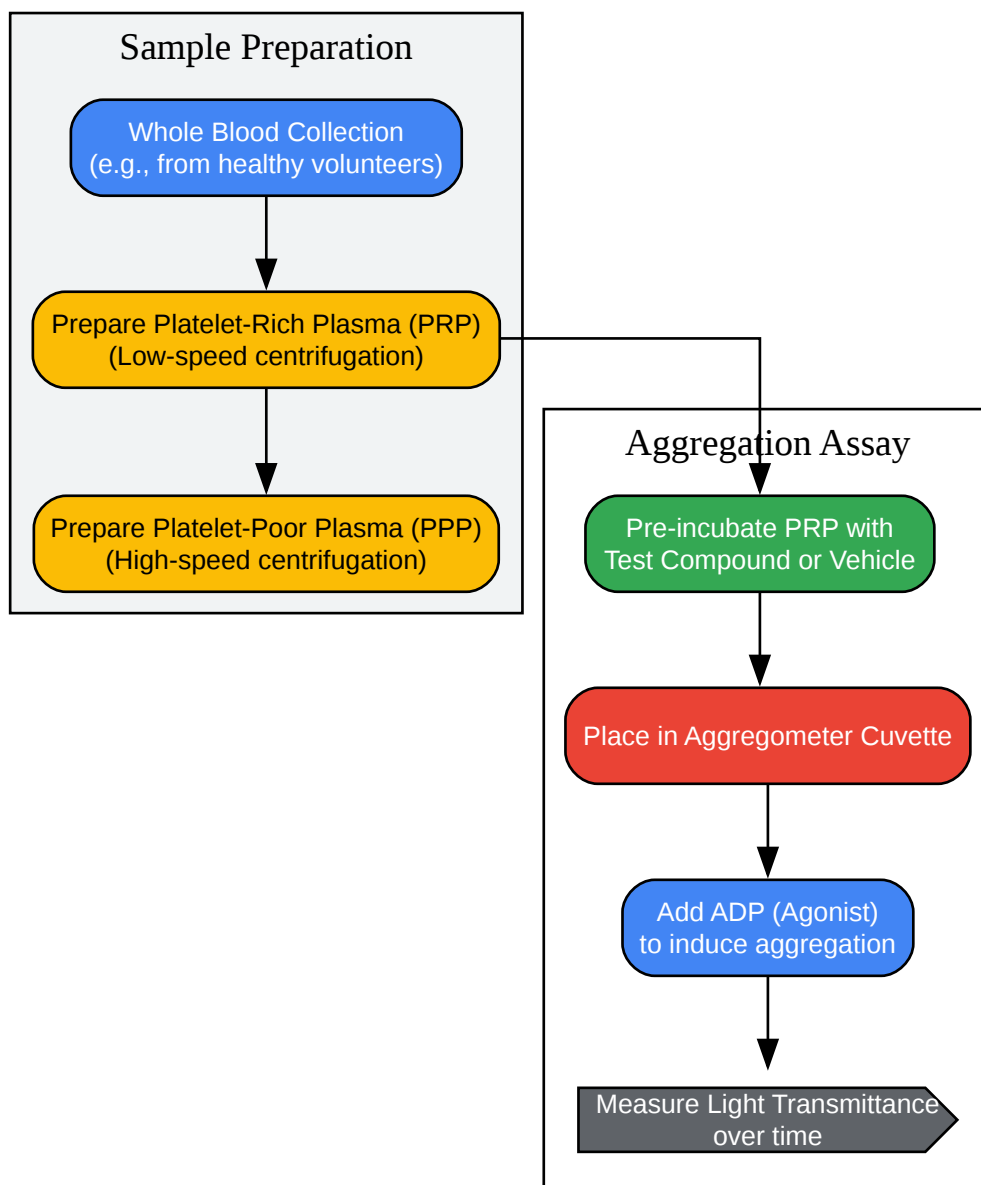 Sample Preparation
Whole Blood Collection
(e.g., from healthy volunteers)
Prepare Platelet-Rich Plasma (PRP)
(Low-speed centrifugation)
Prepare Platelet-Poor Plasma (PPP)
(High-speed centrifugation)
Aggregation Assay
Pre-incubate PRP with
Test Compound or Vehicle
Place in Aggregometer Cuvette
Add ADP (Agonist)
to induce aggregation
Measure Light Transmittance
over time